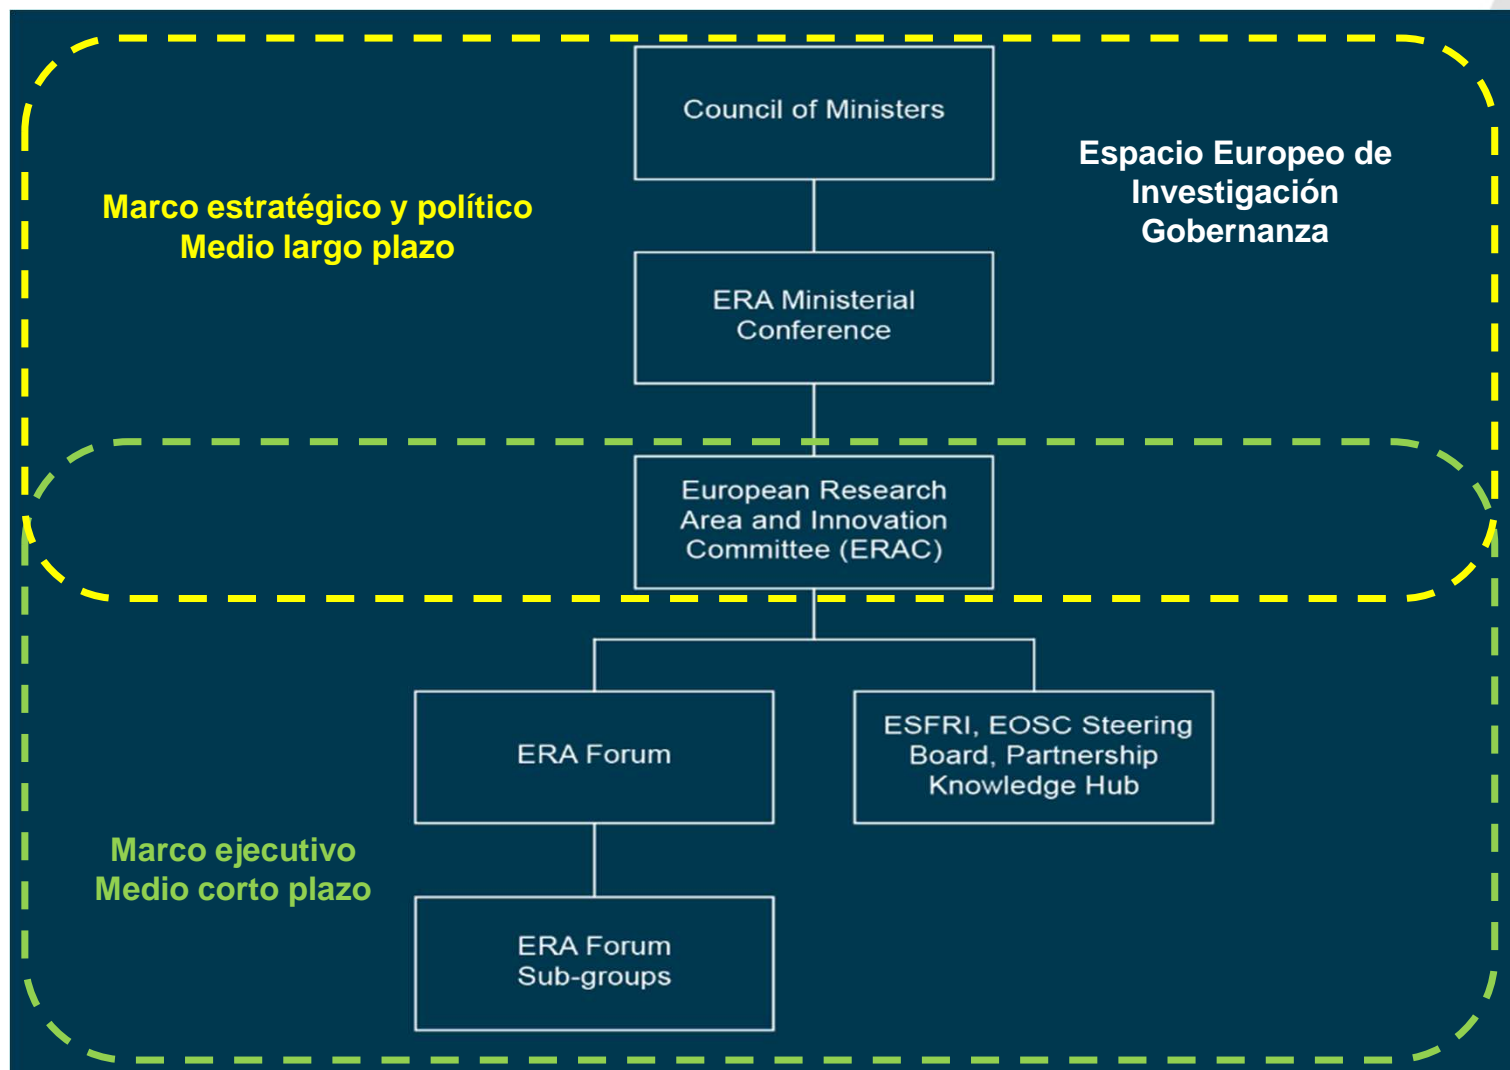 Council of Ministers
Espacio Europeo de
Investigación
Gobernanza
Marco estratégico y político
Medio largo plazo
ERA Ministerial
Conference
European Research
Area and Innovation
Committee (ERAC)
ERA Forum
ESFRI, EOSC Steering
Board, Partnership
Knowledge Hub
Marco ejecutivo
Medio corto plazo
ERA Forum
Sub-groups